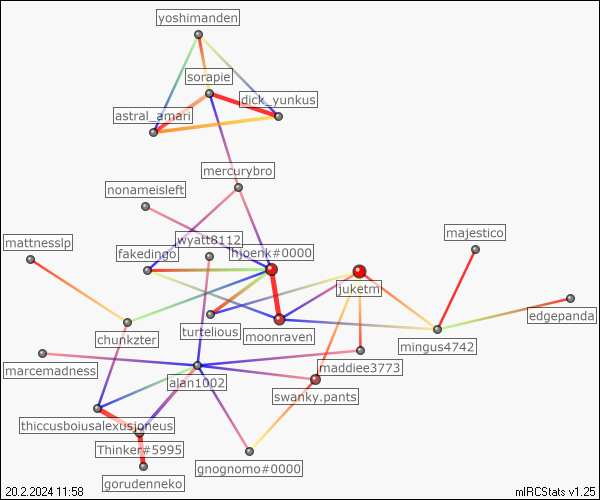 yoshimanden
sorapie
dick_yunkus
astral_amari
mercurybro
nonameisleft
majestico
mattnesslp
wyatt8112
fakedingo
hjoenk#0000
juketm
edgepanda
chunkzter
turtelious
moonraven
mingus4742
marcemadness
maddiee3773
alan1002
swanky.pants
thiccusboiusalexusjoneus
Thinker#5995
gnognomo#0000
gorudenneko
20.2.2024 11:58
mIRCStats v1.25